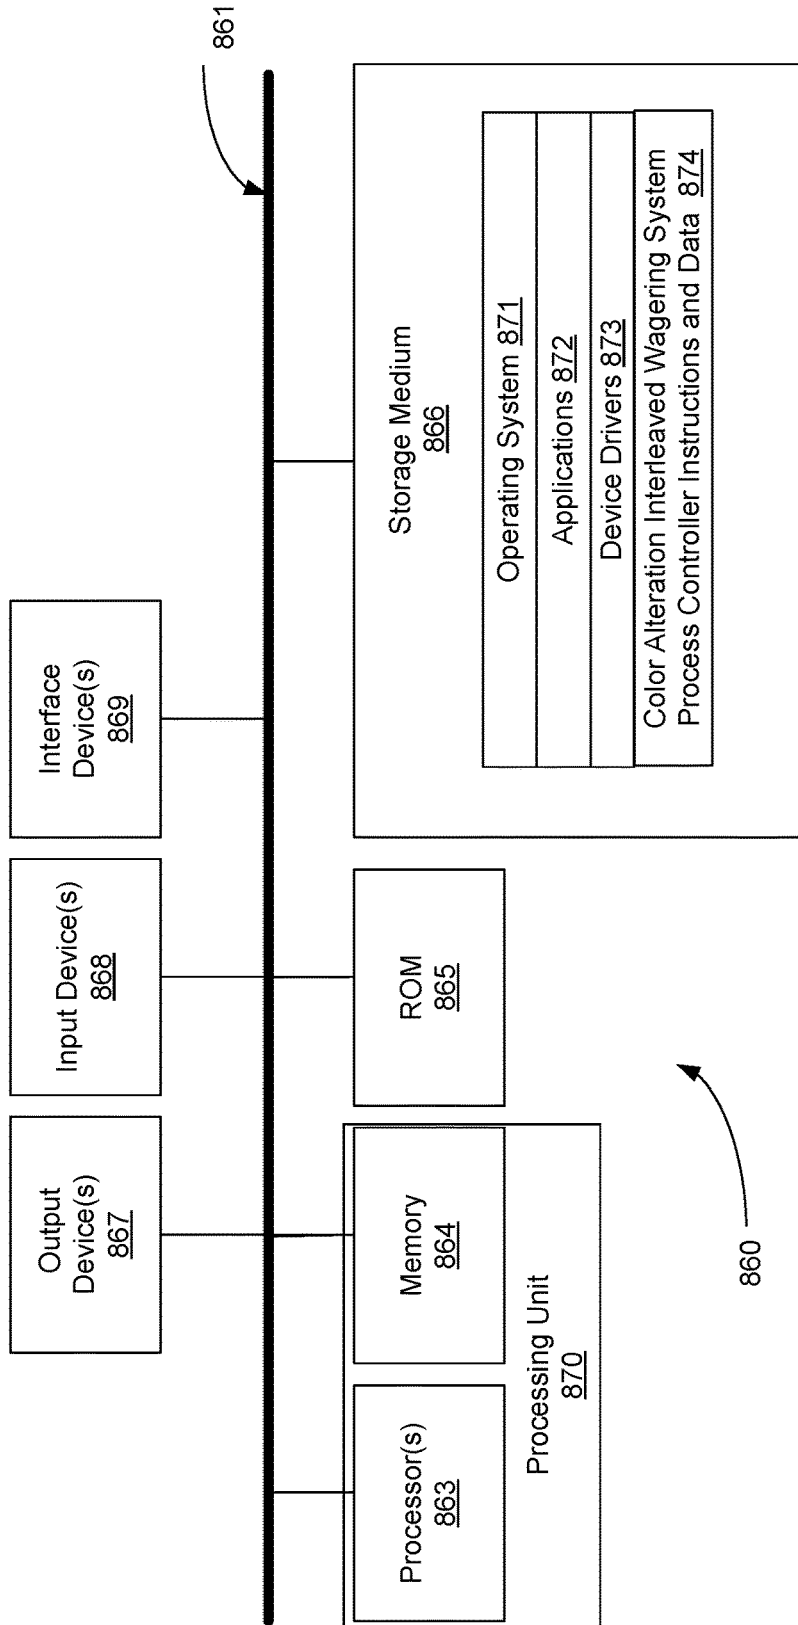 861
Output
Device(s)
867
Input Device(s)
868
Interface
Device(s)
869
Processor(s)
863
Memory
864
Processing Unit
870
ROM
865
Storage Medium
866
Operating System 871
Applications 872
Device Drivers 873
Color Alteration Interleaved Wagering System
Process Controller Instructions and Data 874
860